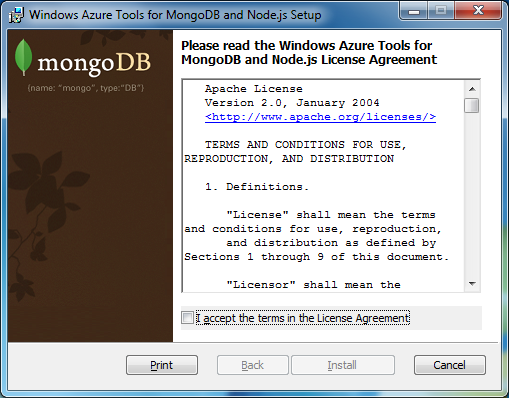 Windows Azure Tools for MongoDB and Node.js Setup
mongoDB
{name: "mongo", type:"DB"}
Please read the Windows Azure Tools for
MongoDB and Node.js License Agreement
Apache License
Version 2.0, January 2004
<http://www.apache.org/licenses/>
TERMS AND CONDITIONS FOR USE,
REPRODUCTION, AND DISTRIBUTION
1. Definitions.
"License" shall mean the terms
and conditions for use, reproduction,
and distribution as defined by
Sections 1 through 9 of this document.
"Licensor" shall mean the
I accept the terms in the License Agreement
Print
Back
Install
Cancel